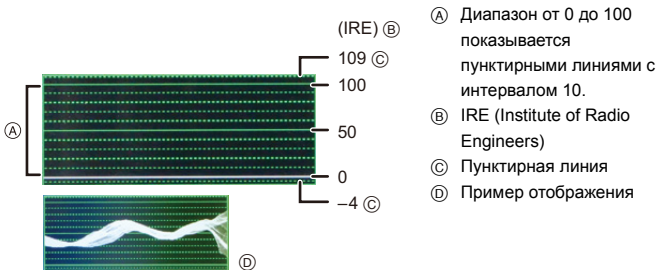 (IRE) Ⓑ
109 Ⓒ
100
Ⓐ
50
0
–4 Ⓒ
Ⓓ
Ⓐ Диапазон от 0 до 100
показывается
пунктирными линиями с
интервалом 10.
Ⓑ IRE (Institute of Radio
Engineers)
Ⓒ Пунктирная линия
Ⓓ Пример отображения